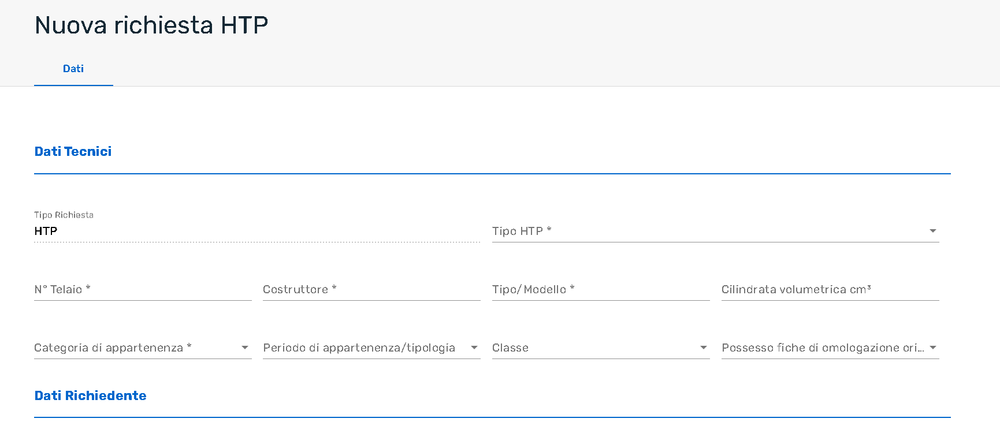 Nuova richiesta HTP
Dati
Dati Tecnici
Tipo Richiesta
HTP
Tipo HTP *
N° Telaio *
Costruttore *
Tipo/Modello *
Cilindrata volumetrica cm³
Categoria di appartenenza *
Periodo di appartenenza/tipologia
Classe
Possesso fiche di omologazione ori...
Dati Richiedente